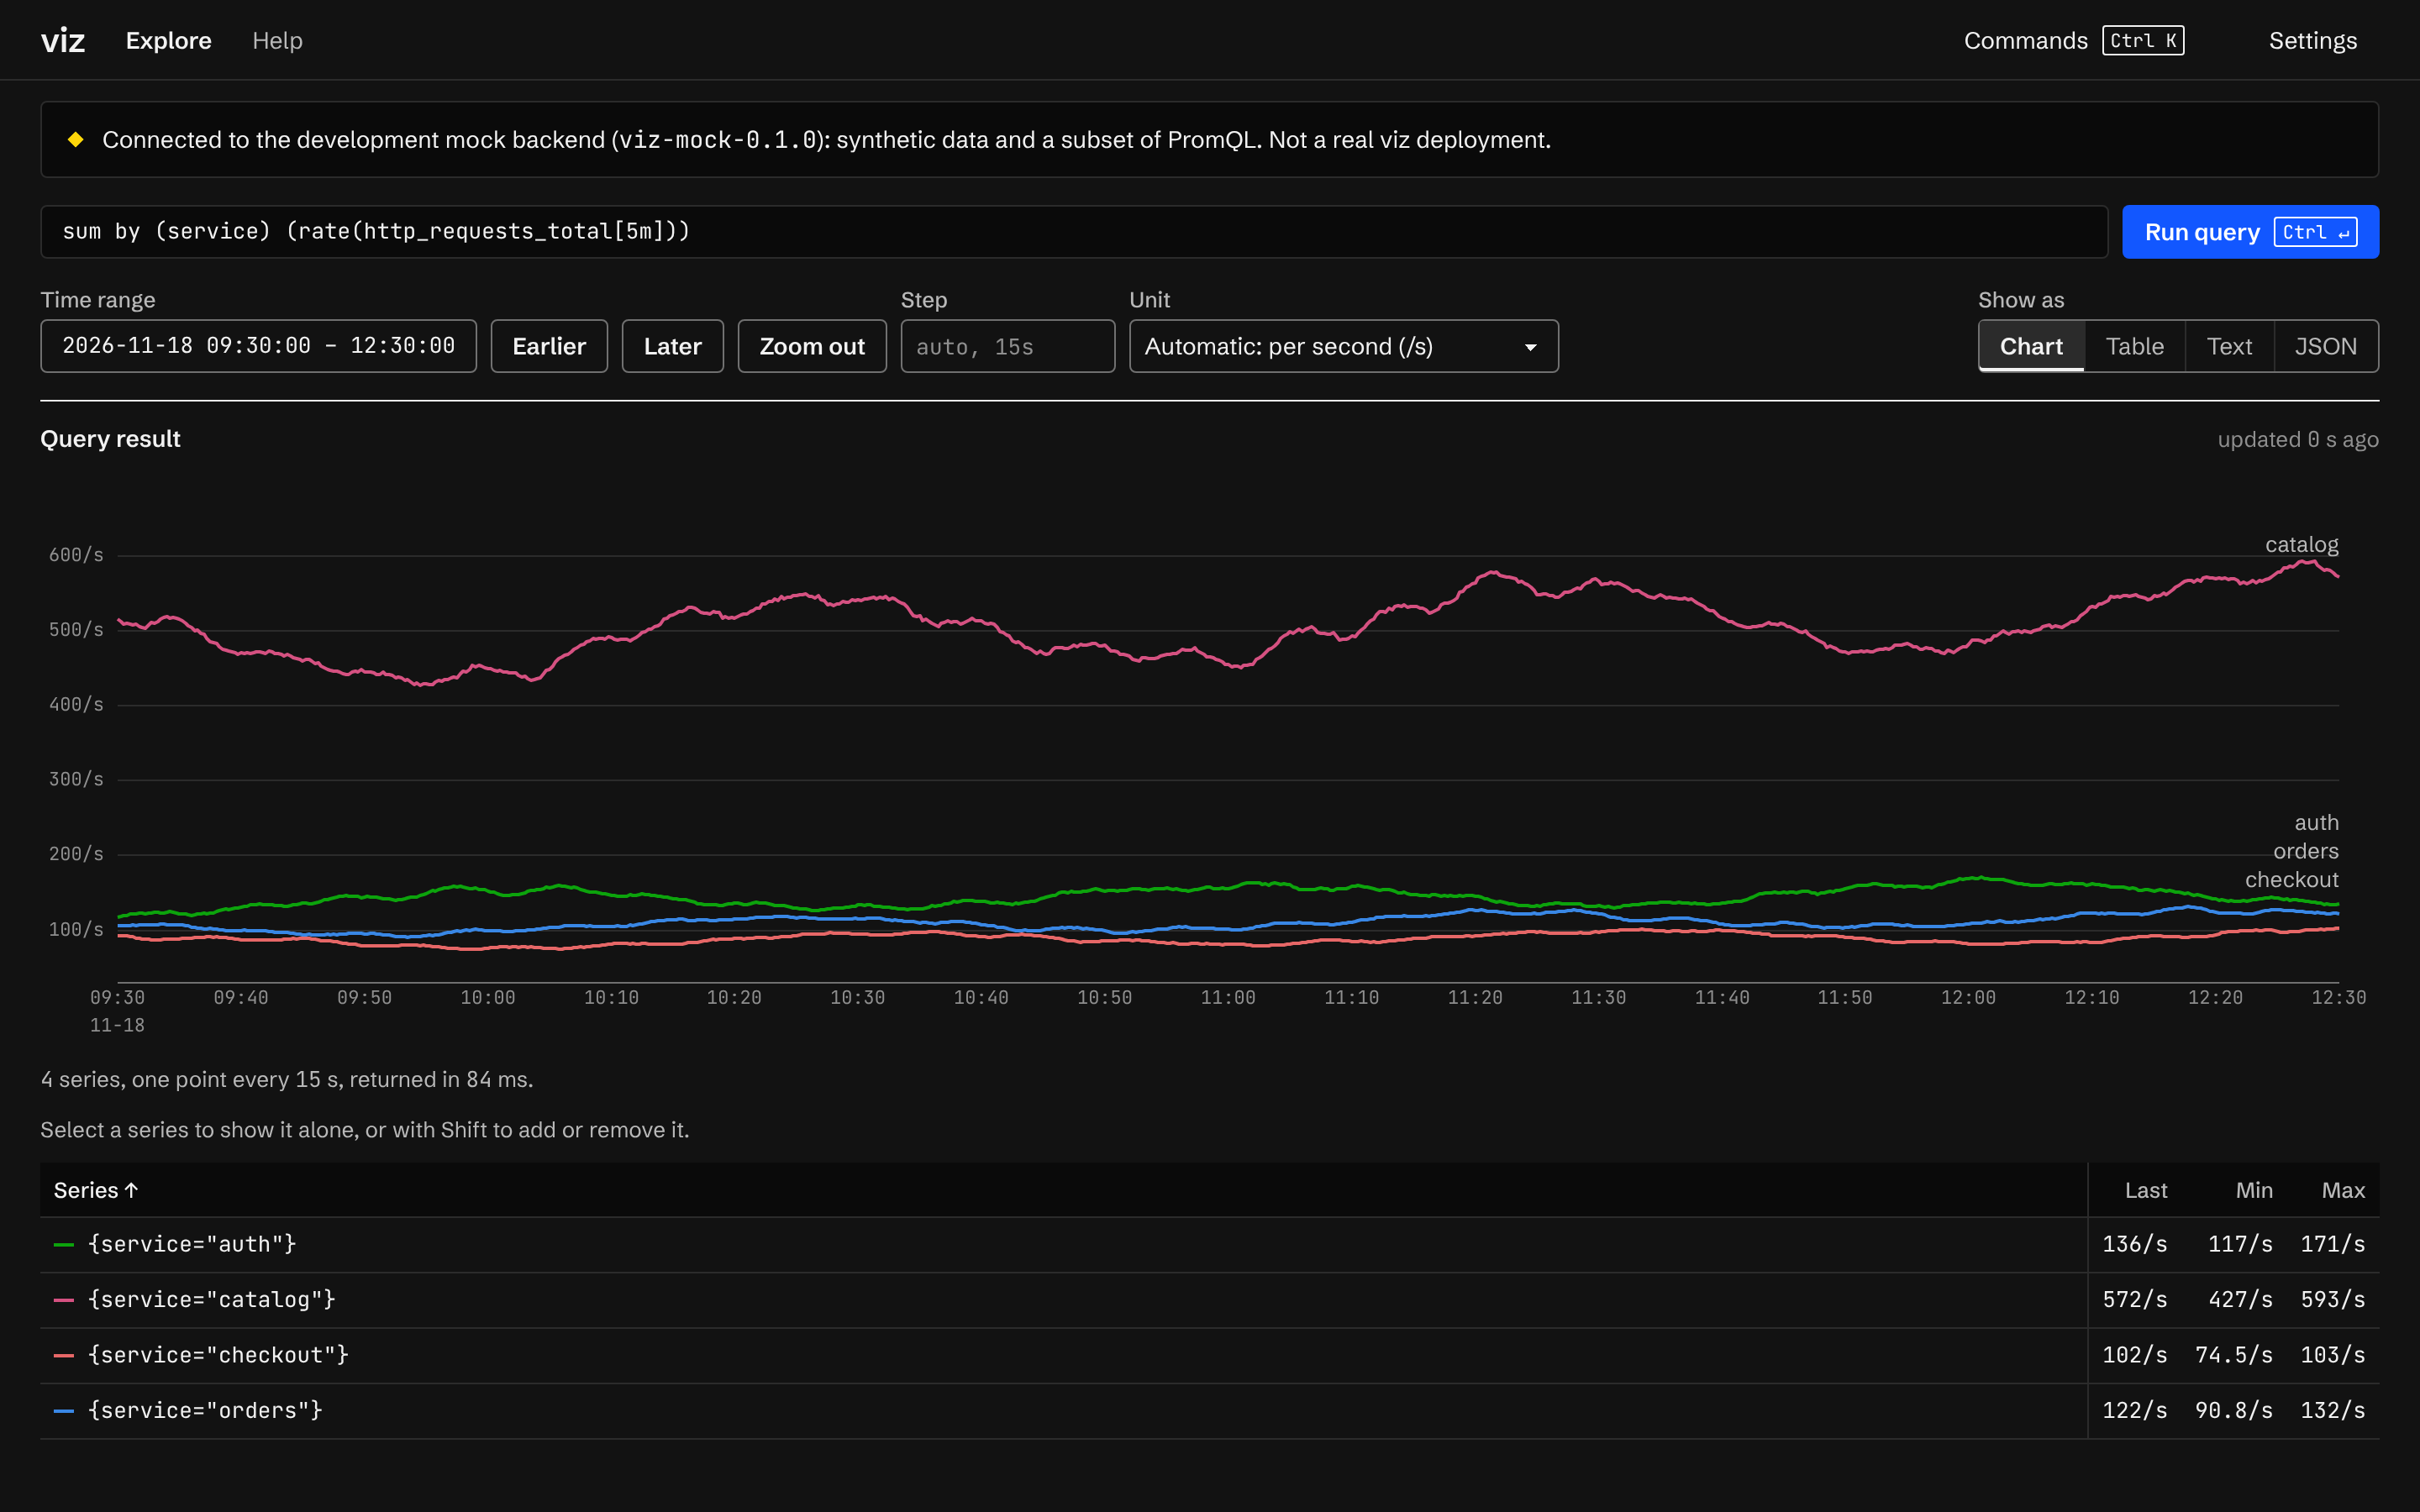 viz Explore Help Commands Ctrl K Settings
Connected to the development mock backend (viz-mock-0.1.0): synthetic data and a subset of PromQL. Not a real viz deployment.
sum by (service) (rate(http_requests_total[5m])) Run query Ctrl ↵
Time range Step Unit Show as
2026-11-18 09:30:00 – 12:30:00 Earlier Later Zoom out auto, 15s Automatic: per second (/s) Chart Table Text JSON
Query result updated 0 s ago
catalog
600/s
500/s
400/s
300/s
auth
200/s orders
checkout
100/s
09:30 09:40 09:50 10:00 10:10 10:20 10:30 10:40 10:50 11:00 11:10 11:20 11:30 11:40 11:50 12:00 12:10 12:20 12:30
11-18
4 series, one point every 15 s, returned in 84 ms.
Select a series to show it alone, or with Shift to add or remove it.
Series ↑ Last Min Max
{service="auth"} 136/s 117/s 171/s
{service="catalog"} 572/s 427/s 593/s
{service="checkout"} 102/s 74.5/s 103/s
{service="orders"} 122/s 90.8/s 132/s